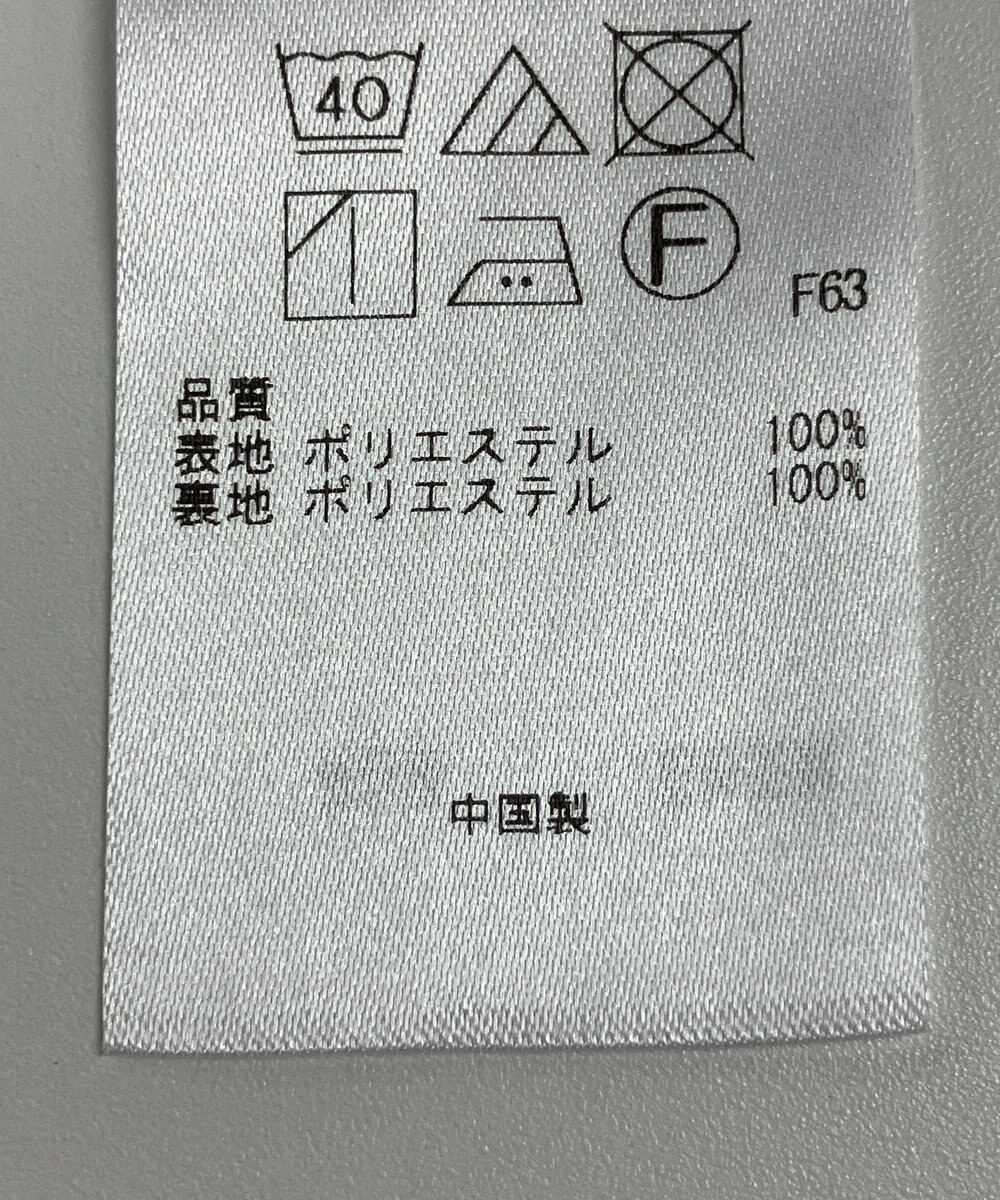 40
F
F63
品質
表地 ポリエステル 100%
裏地 ポリエステル 100%
中国製